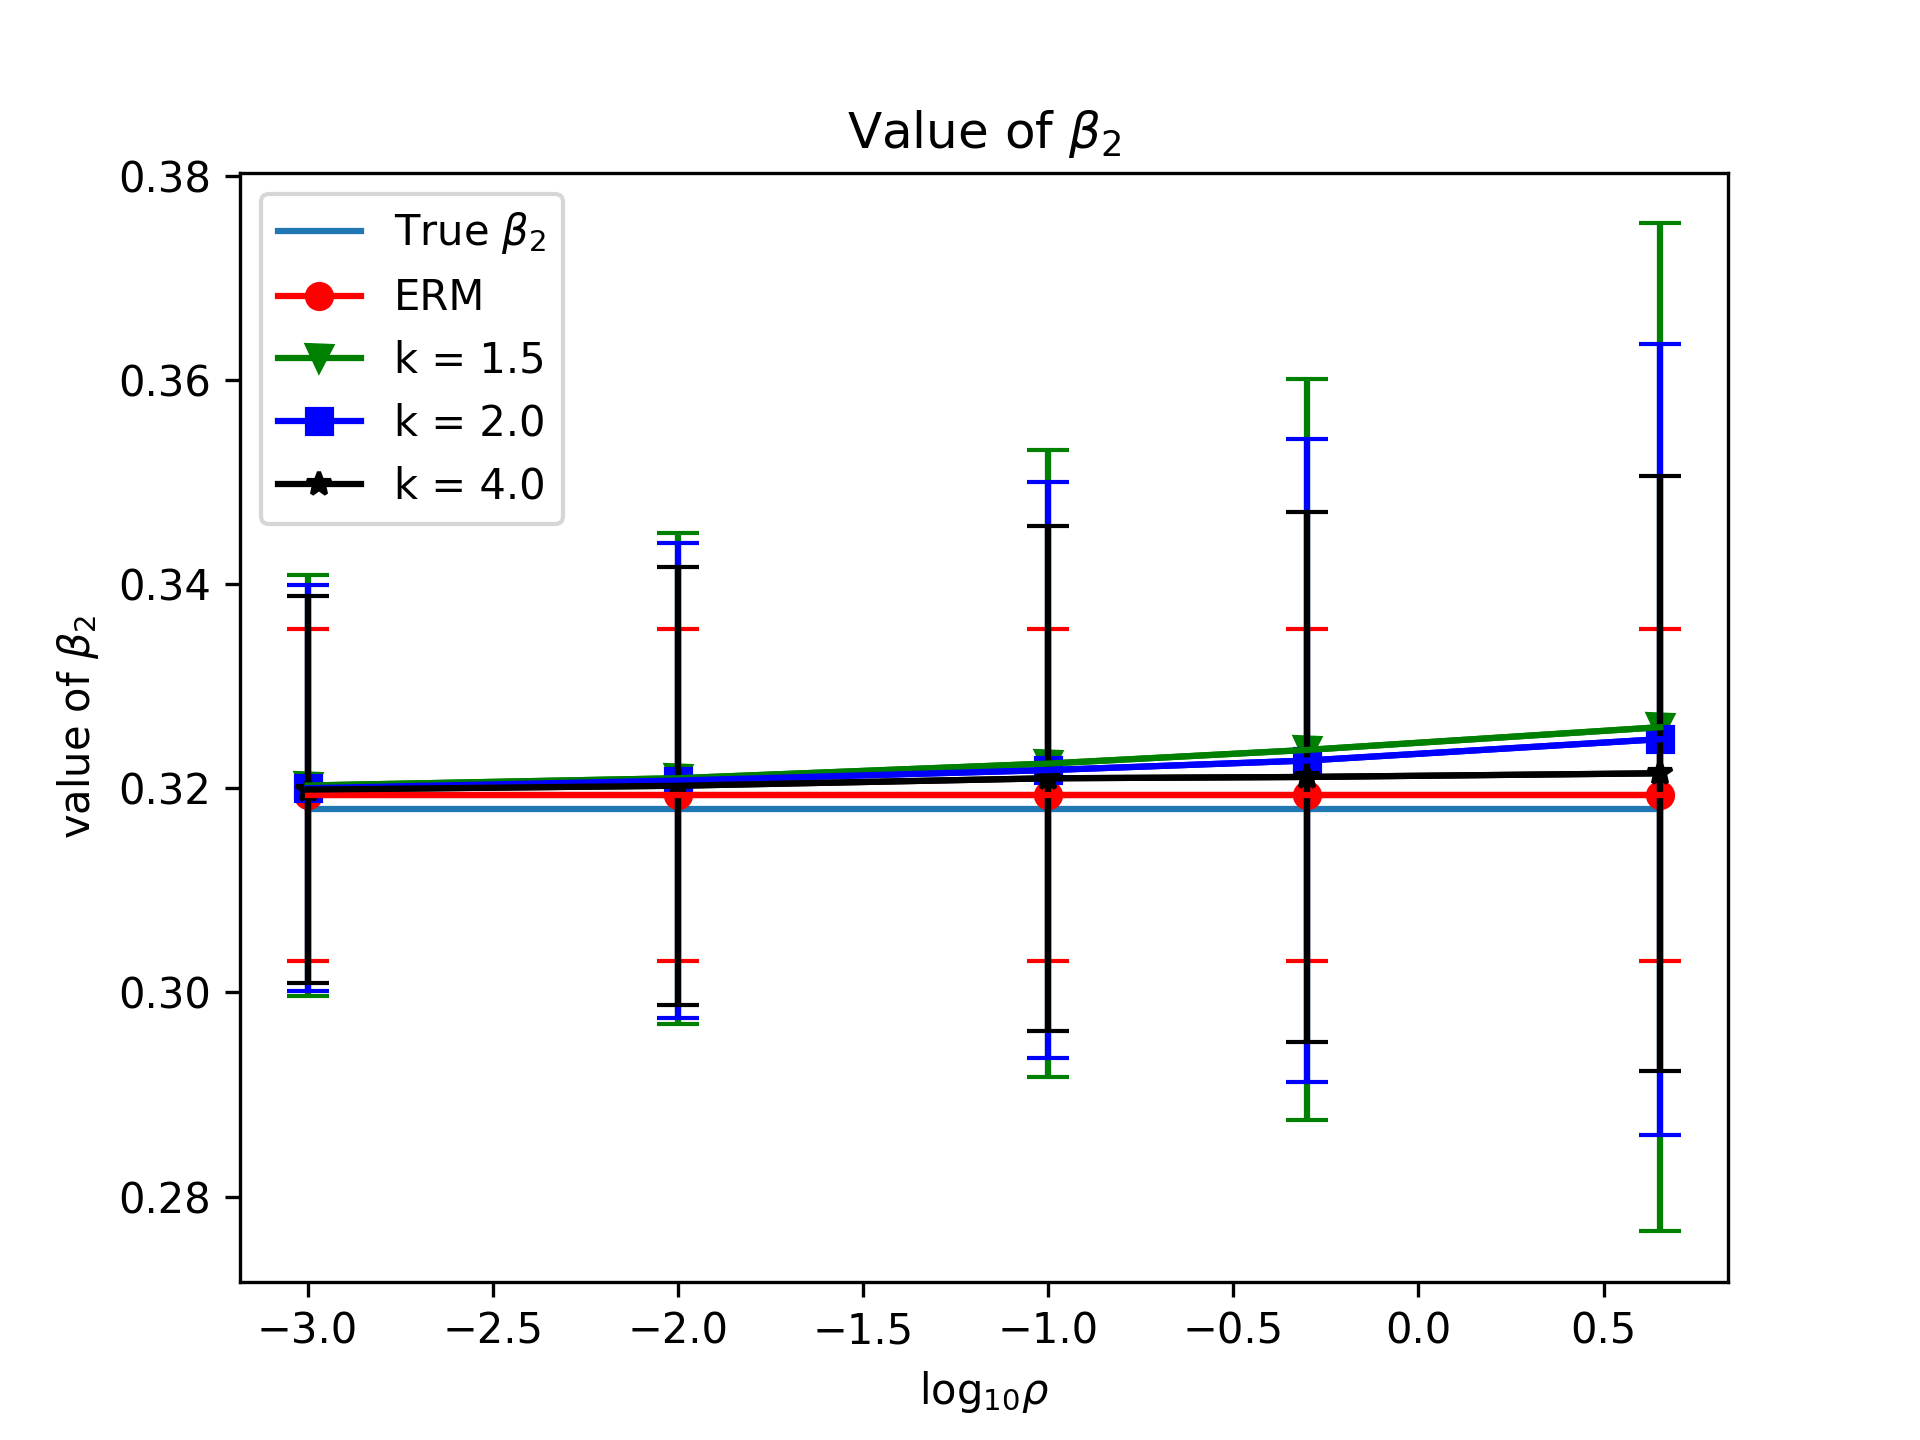 Value of β₂
0.38
0.36
0.34
0.32
0.30
0.28
value of β₂
True β₂
ERM
k = 1.5
k = 2.0
k = 4.0
−3.0 −2.5 −2.0 −1.5 −1.0 −0.5 0.0 0.5
log₁₀ρ